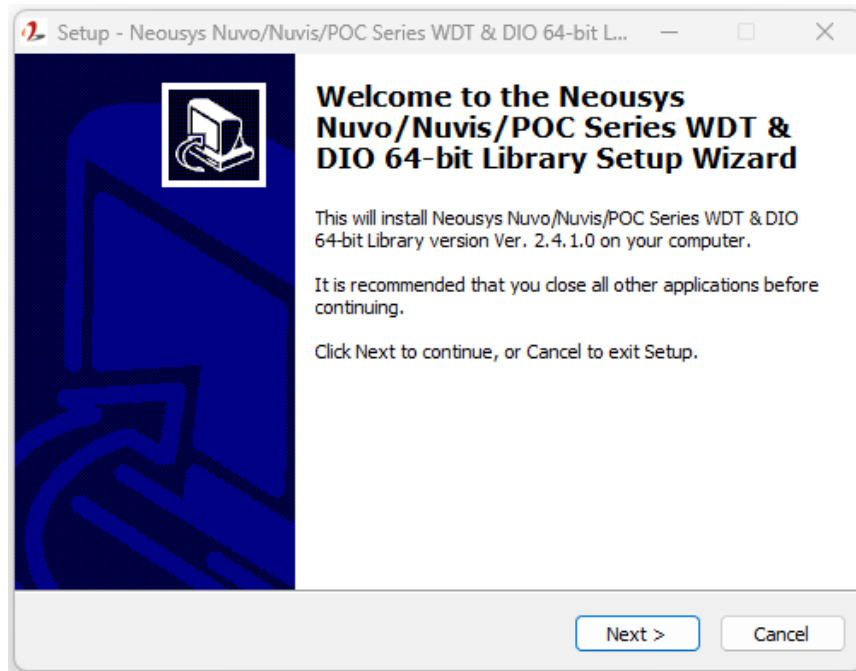 Setup - Neousys Nuvo/Nuvis/POC Series WDT & DIO 64-bit L...
Welcome to the Neousys
Nuvo/Nuvis/POC Series WDT &
DIO 64-bit Library Setup Wizard
This will install Neousys Nuvo/Nuvis/POC Series WDT & DIO
64-bit Library version Ver. 2.4.1.0 on your computer.
It is recommended that you close all other applications before
continuing.
Click Next to continue, or Cancel to exit Setup.
Next >
Cancel